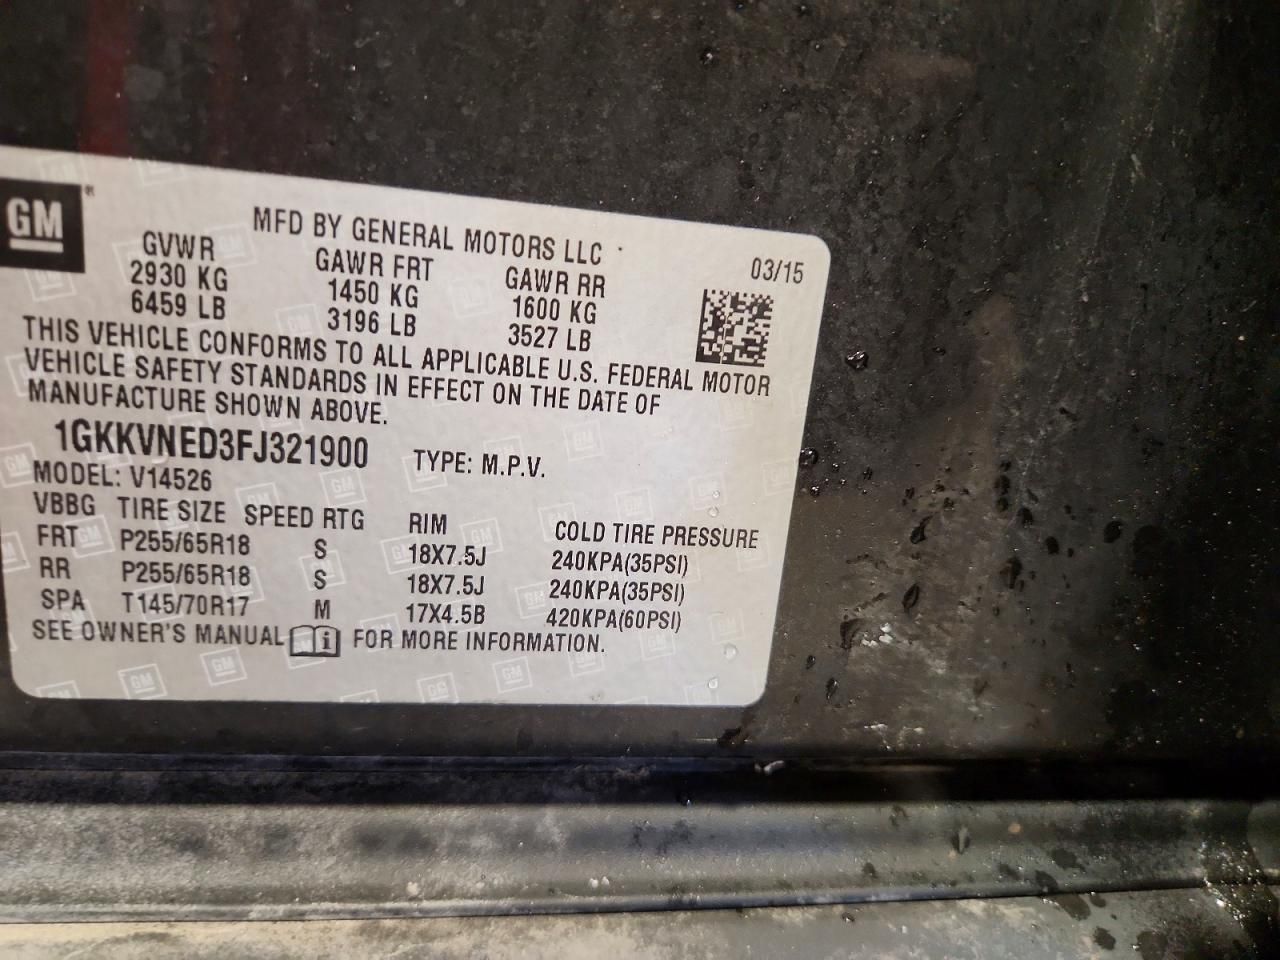 GM®
MFD BY GENERAL MOTORS LLC
03/15
GVWR GAWR FRT GAWR RR
2930 KG 1450 KG 1600 KG
6459 LB 3196 LB 3527 LB
THIS VEHICLE CONFORMS TO ALL APPLICABLE U.S. FEDERAL MOTOR
VEHICLE SAFETY STANDARDS IN EFFECT ON THE DATE OF
MANUFACTURE SHOWN ABOVE.
1GKKVNED3FJ321900 TYPE: M.P.V.
MODEL: V14526
VBBG TIRE SIZE SPEED RTG RIM COLD TIRE PRESSURE
FRT P255/65R18 S 18X7.5J 240KPA(35PSI)
RR P255/65R18 S 18X7.5J 240KPA(35PSI)
SPA T145/70R17 M 17X4.5B 420KPA(60PSI)
SEE OWNER'S MANUAL i FOR MORE INFORMATION.